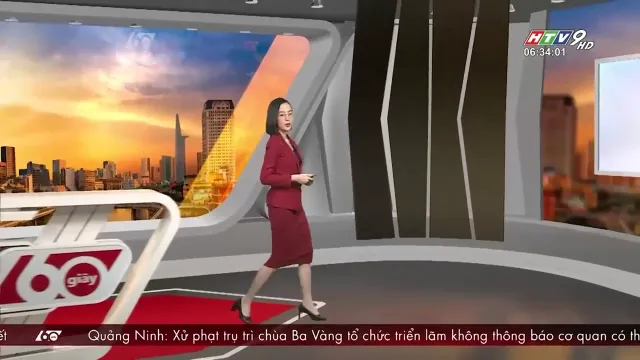 HTV9 HD
06:34:01
60 giây
ết 60 Quảng Ninh: Xử phạt trụ trì chùa Ba Vàng tổ chức triển lãm không thông báo cơ quan có th